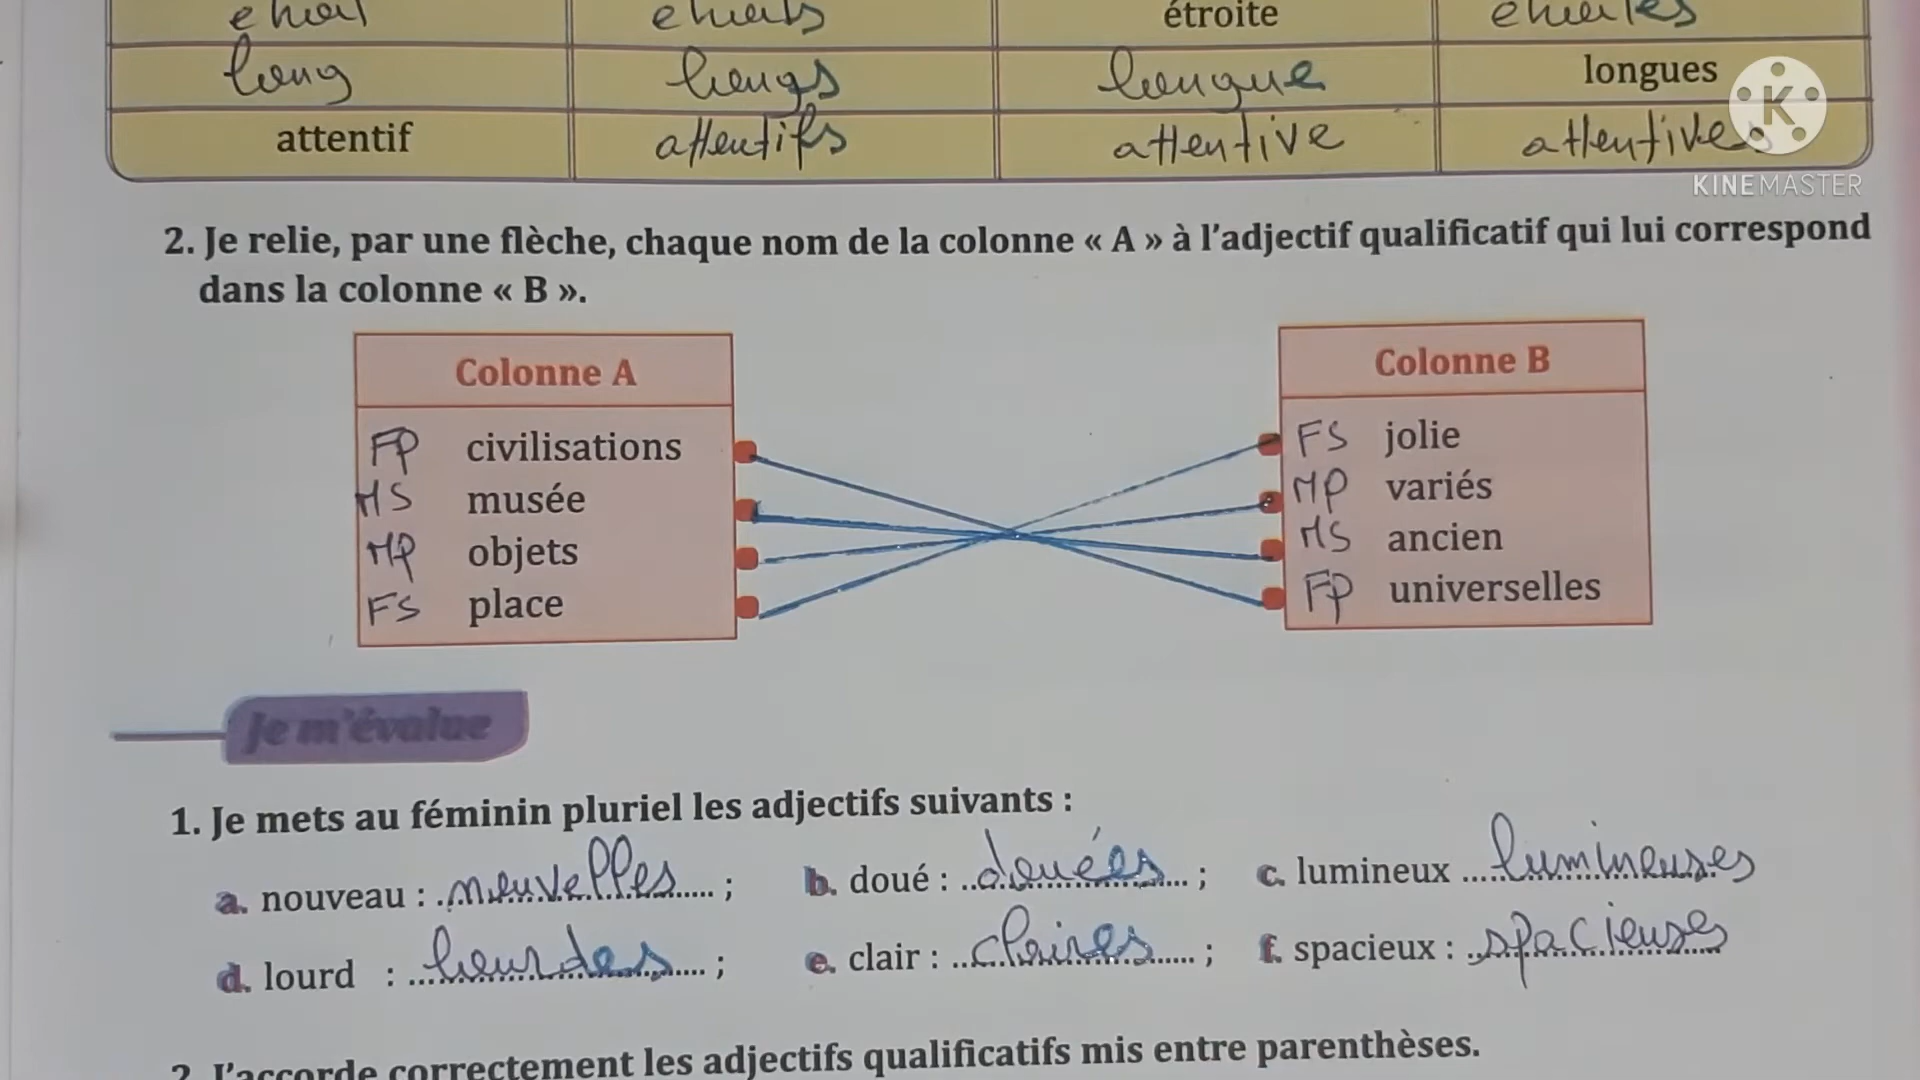 étroit étroits étroite étroites
long longs longue longues
attentif attentifs attentive attentives
K
KINEMASTER
2. Je relie, par une flèche, chaque nom de la colonne « A » à l'adjectif qualificatif qui lui correspond
dans la colonne « B ».
Colonne A
FP civilisations
MS musée
MP objets
FS place
Colonne B
FS jolie
MP variés
MS ancien
FP universelles
Je m'évalue
1. Je mets au féminin pluriel les adjectifs suivants :
a. nouveau : nouvelles ; b. doué : douées ; c. lumineux lumineuses
d. lourd : lourdes ; e. clair : claires ; f. spacieux : spacieuses
2. J'accorde correctement les adjectifs qualificatifs mis entre parenthèses.